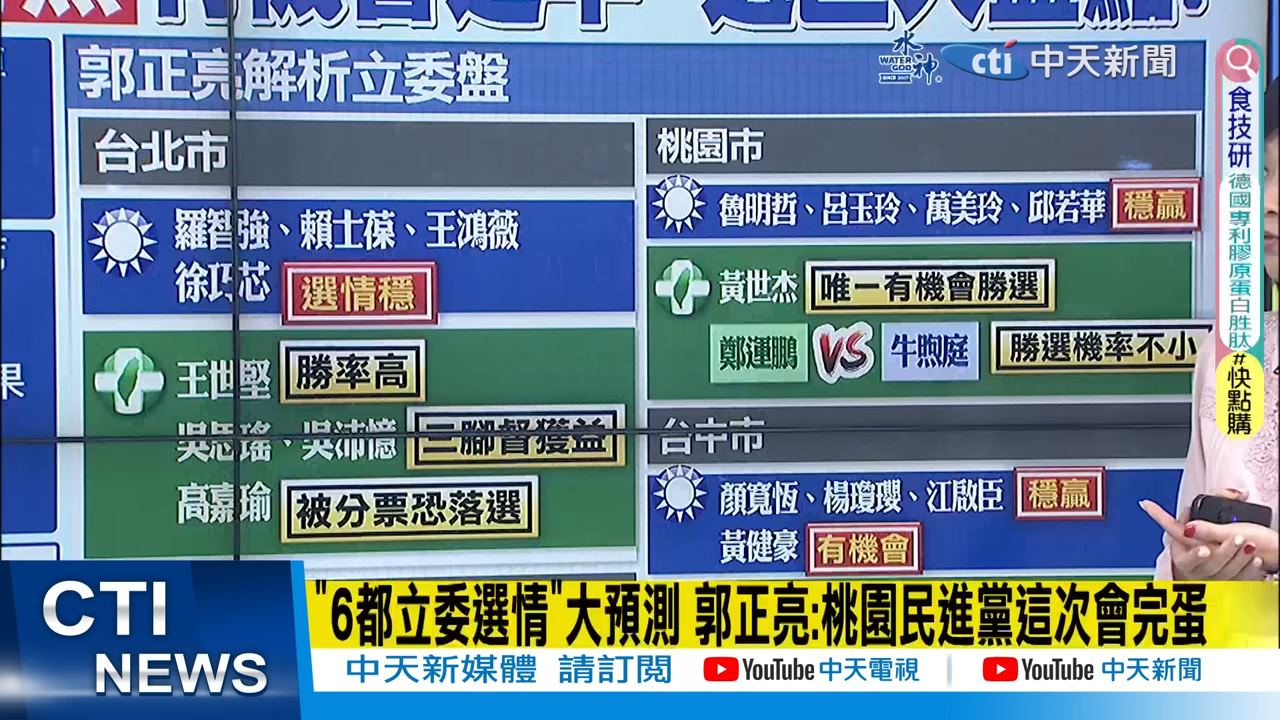 水神
WATER GOD
cti 中天新聞
郭正亮解析立委盤
台北市
羅智強、賴士葆、王鴻薇
徐巧芯 選情穩
王世堅 勝率高
吳思瑤、吳沛憶 三腳督獲益
高嘉瑜 被分票恐落選
桃園市
魯明哲、呂玉玲、萬美玲、邱若華 穩贏
黃世杰 唯一有機會勝選
鄭運鵬 VS 牛煦庭 勝選機率不小
台中市
顏寬恆、楊瓊瓔、江啟臣 穩贏
黃健豪 有機會
果
食技研 德國專利膠原蛋白胜肽 #快點購
CTI NEWS
"6都立委選情"大預測 郭正亮:桃園民進黨這次會完蛋
中天新媒體 請訂閱 YouTube 中天電視 | YouTube 中天新聞